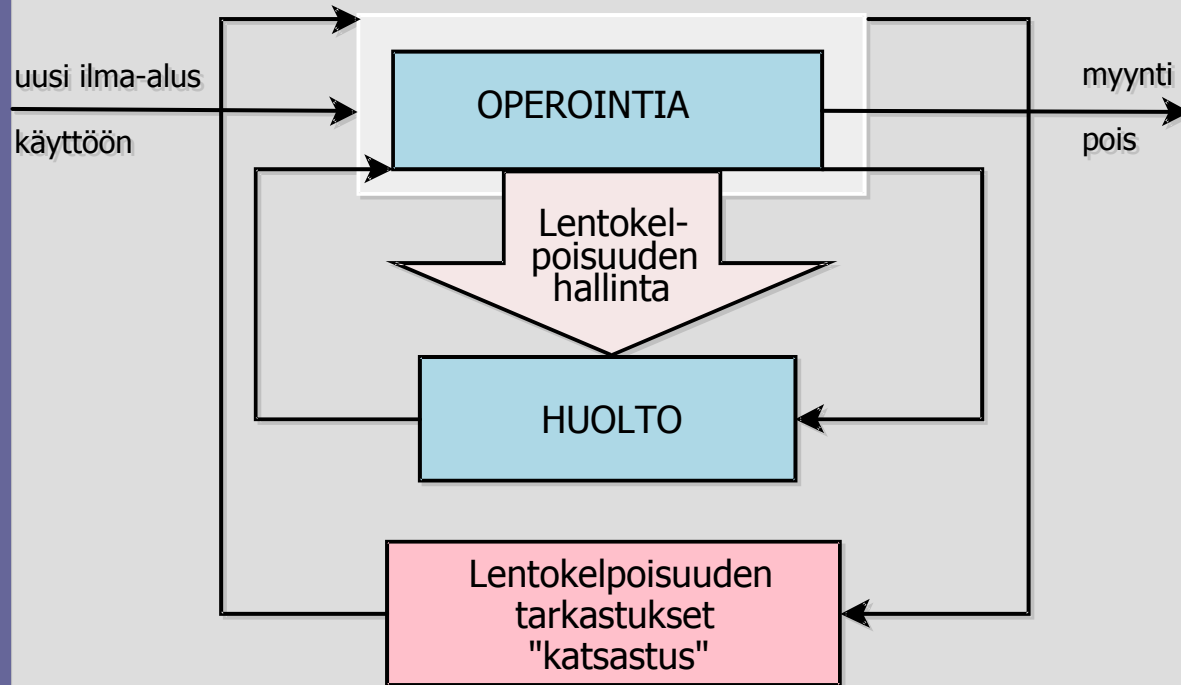 uusi ilma-alus
käyttöön
OPEROINTIA
myynti
pois
Lentokel-
poisuuden
hallinta
HUOLTO
Lentokelpoisuuden
tarkastukset
"katsastus"